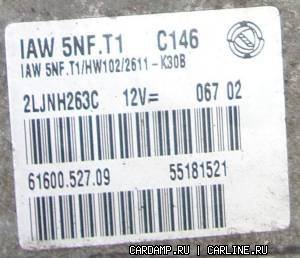 IAW 5NF.T1 C146
IAW 5NF.T1/HW102/2611-K30B
2LJNH263C 12V= 067 02
61600.527.09 55181521
CARDAMP.RU | CARLINE.RU